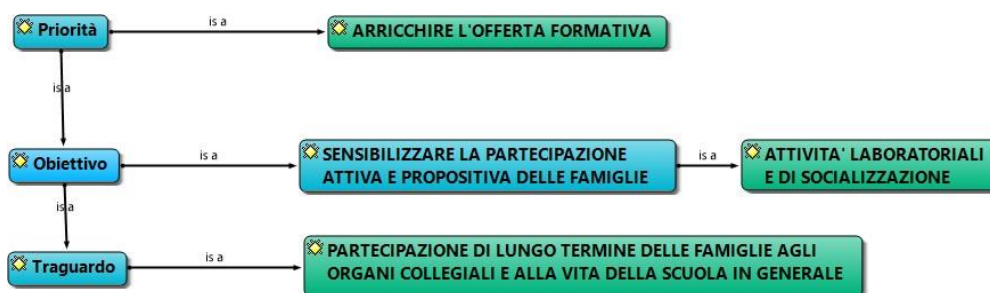 Priorità
is a
ARRICCHIRE L'OFFERTA FORMATIVA
is a
Obiettivo
is a
SENSIBILIZZARE LA PARTECIPAZIONE
ATTIVA E PROPOSITIVA DELLE FAMIGLIE
is a
ATTIVITA' LABORATORIALI
E DI SOCIALIZZAZIONE
is a
Traguardo
is a
PARTECIPAZIONE DI LUNGO TERMINE DELLE FAMIGLIE AGLI
ORGANI COLLEGIALI E ALLA VITA DELLA SCUOLA IN GENERALE